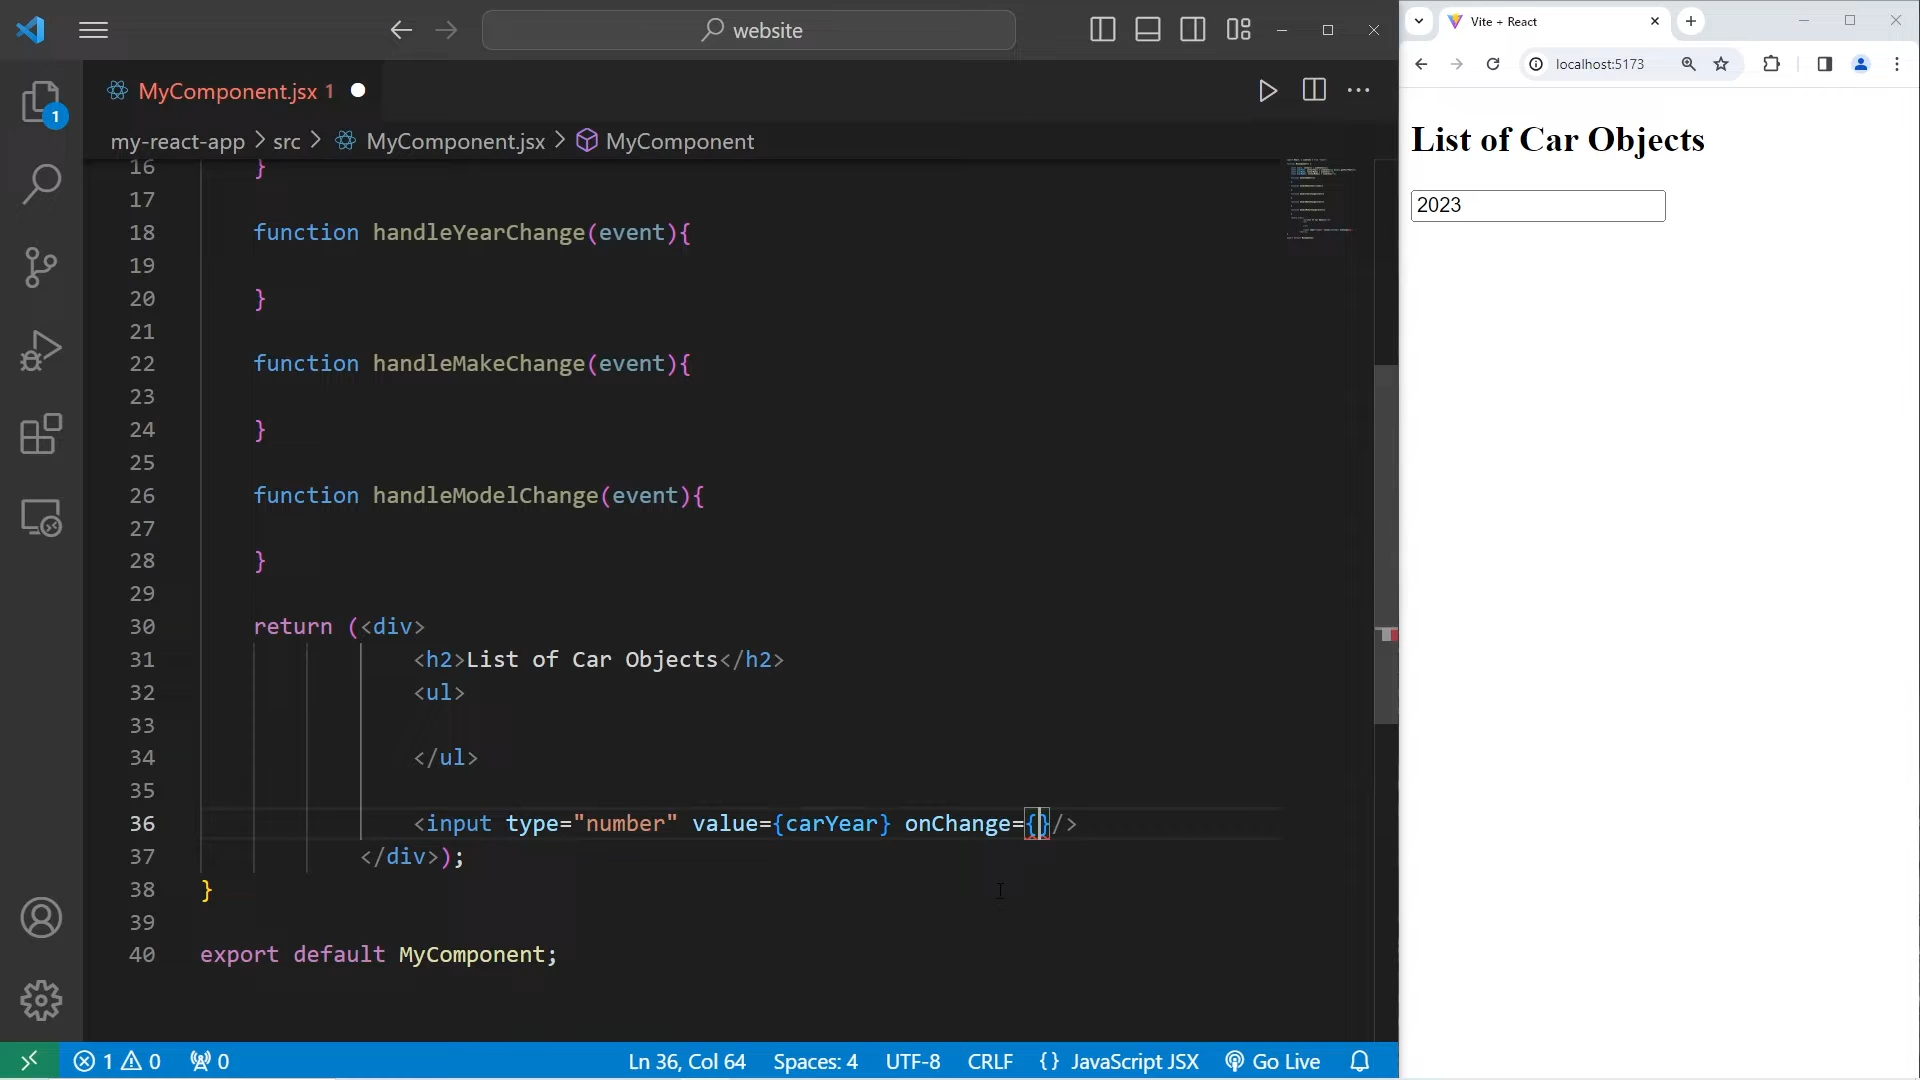 website
MyComponent.jsx 1
my-react-app > src > MyComponent.jsx > MyComponent
1
16 }
17
18 function handleYearChange(event){
19
20 }
21
22 function handleMakeChange(event){
23
24 }
25
26 function handleModelChange(event){
27
28 }
29
30 return (<div>
31 <h2>List of Car Objects</h2>
32 <ul>
33
34 </ul>
35
36 <input type="number" value={carYear} onChange={}/>
37 </div>);
38 }
39
40 export default MyComponent;
1 0 0 Ln 36, Col 64 Spaces: 4 UTF-8 CRLF {} JavaScript JSX Go Live
Vite + React
localhost:5173
List of Car Objects
2023